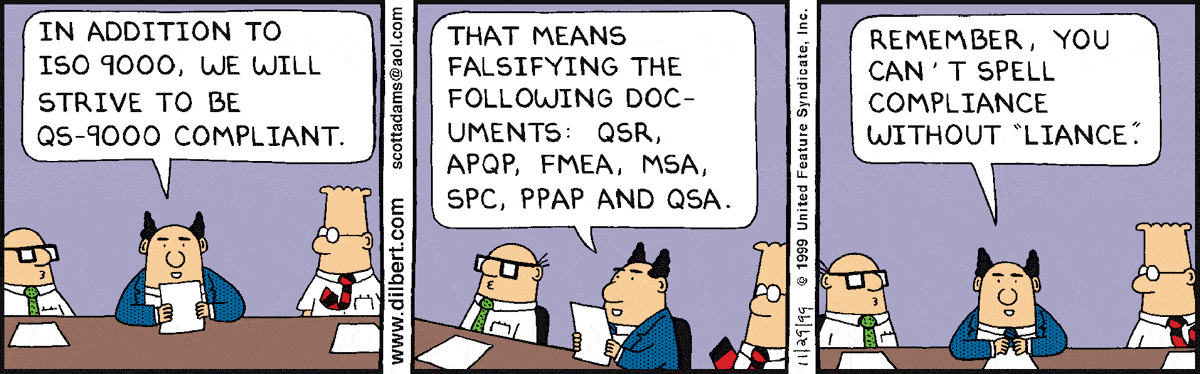 IN ADDITION TO
ISO 9000, WE WILL
STRIVE TO BE
QS-9000 COMPLIANT.
www.dilbert.com scottadams@aol.com
THAT MEANS
FALSIFYING THE
FOLLOWING DOC-
UMENTS: QSR,
APQP, FMEA, MSA,
SPC, PPAP AND QSA.
11/29/99 © 1999 United Feature Syndicate, Inc.
REMEMBER, YOU
CAN'T SPELL
COMPLIANCE
WITHOUT "LIANCE".